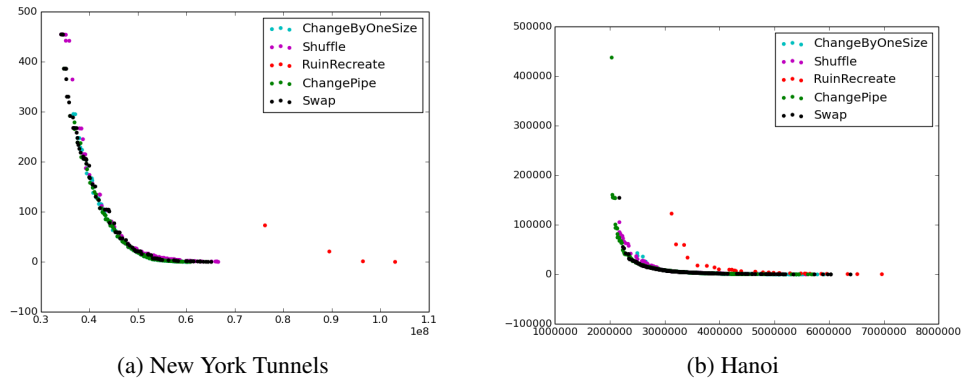 500
400
300
200
100
0
−100
0.3 0.4 0.5 0.6 0.7 0.8 0.9 1.0 1.1
1e8
ChangeByOneSize
Shuffle
RuinRecreate
ChangePipe
Swap
(a) New York Tunnels
500000
400000
300000
200000
100000
0
−100000
1000000 2000000 3000000 4000000 5000000 6000000 7000000 8000000
ChangeByOneSize
Shuffle
RuinRecreate
ChangePipe
Swap
(b) Hanoi